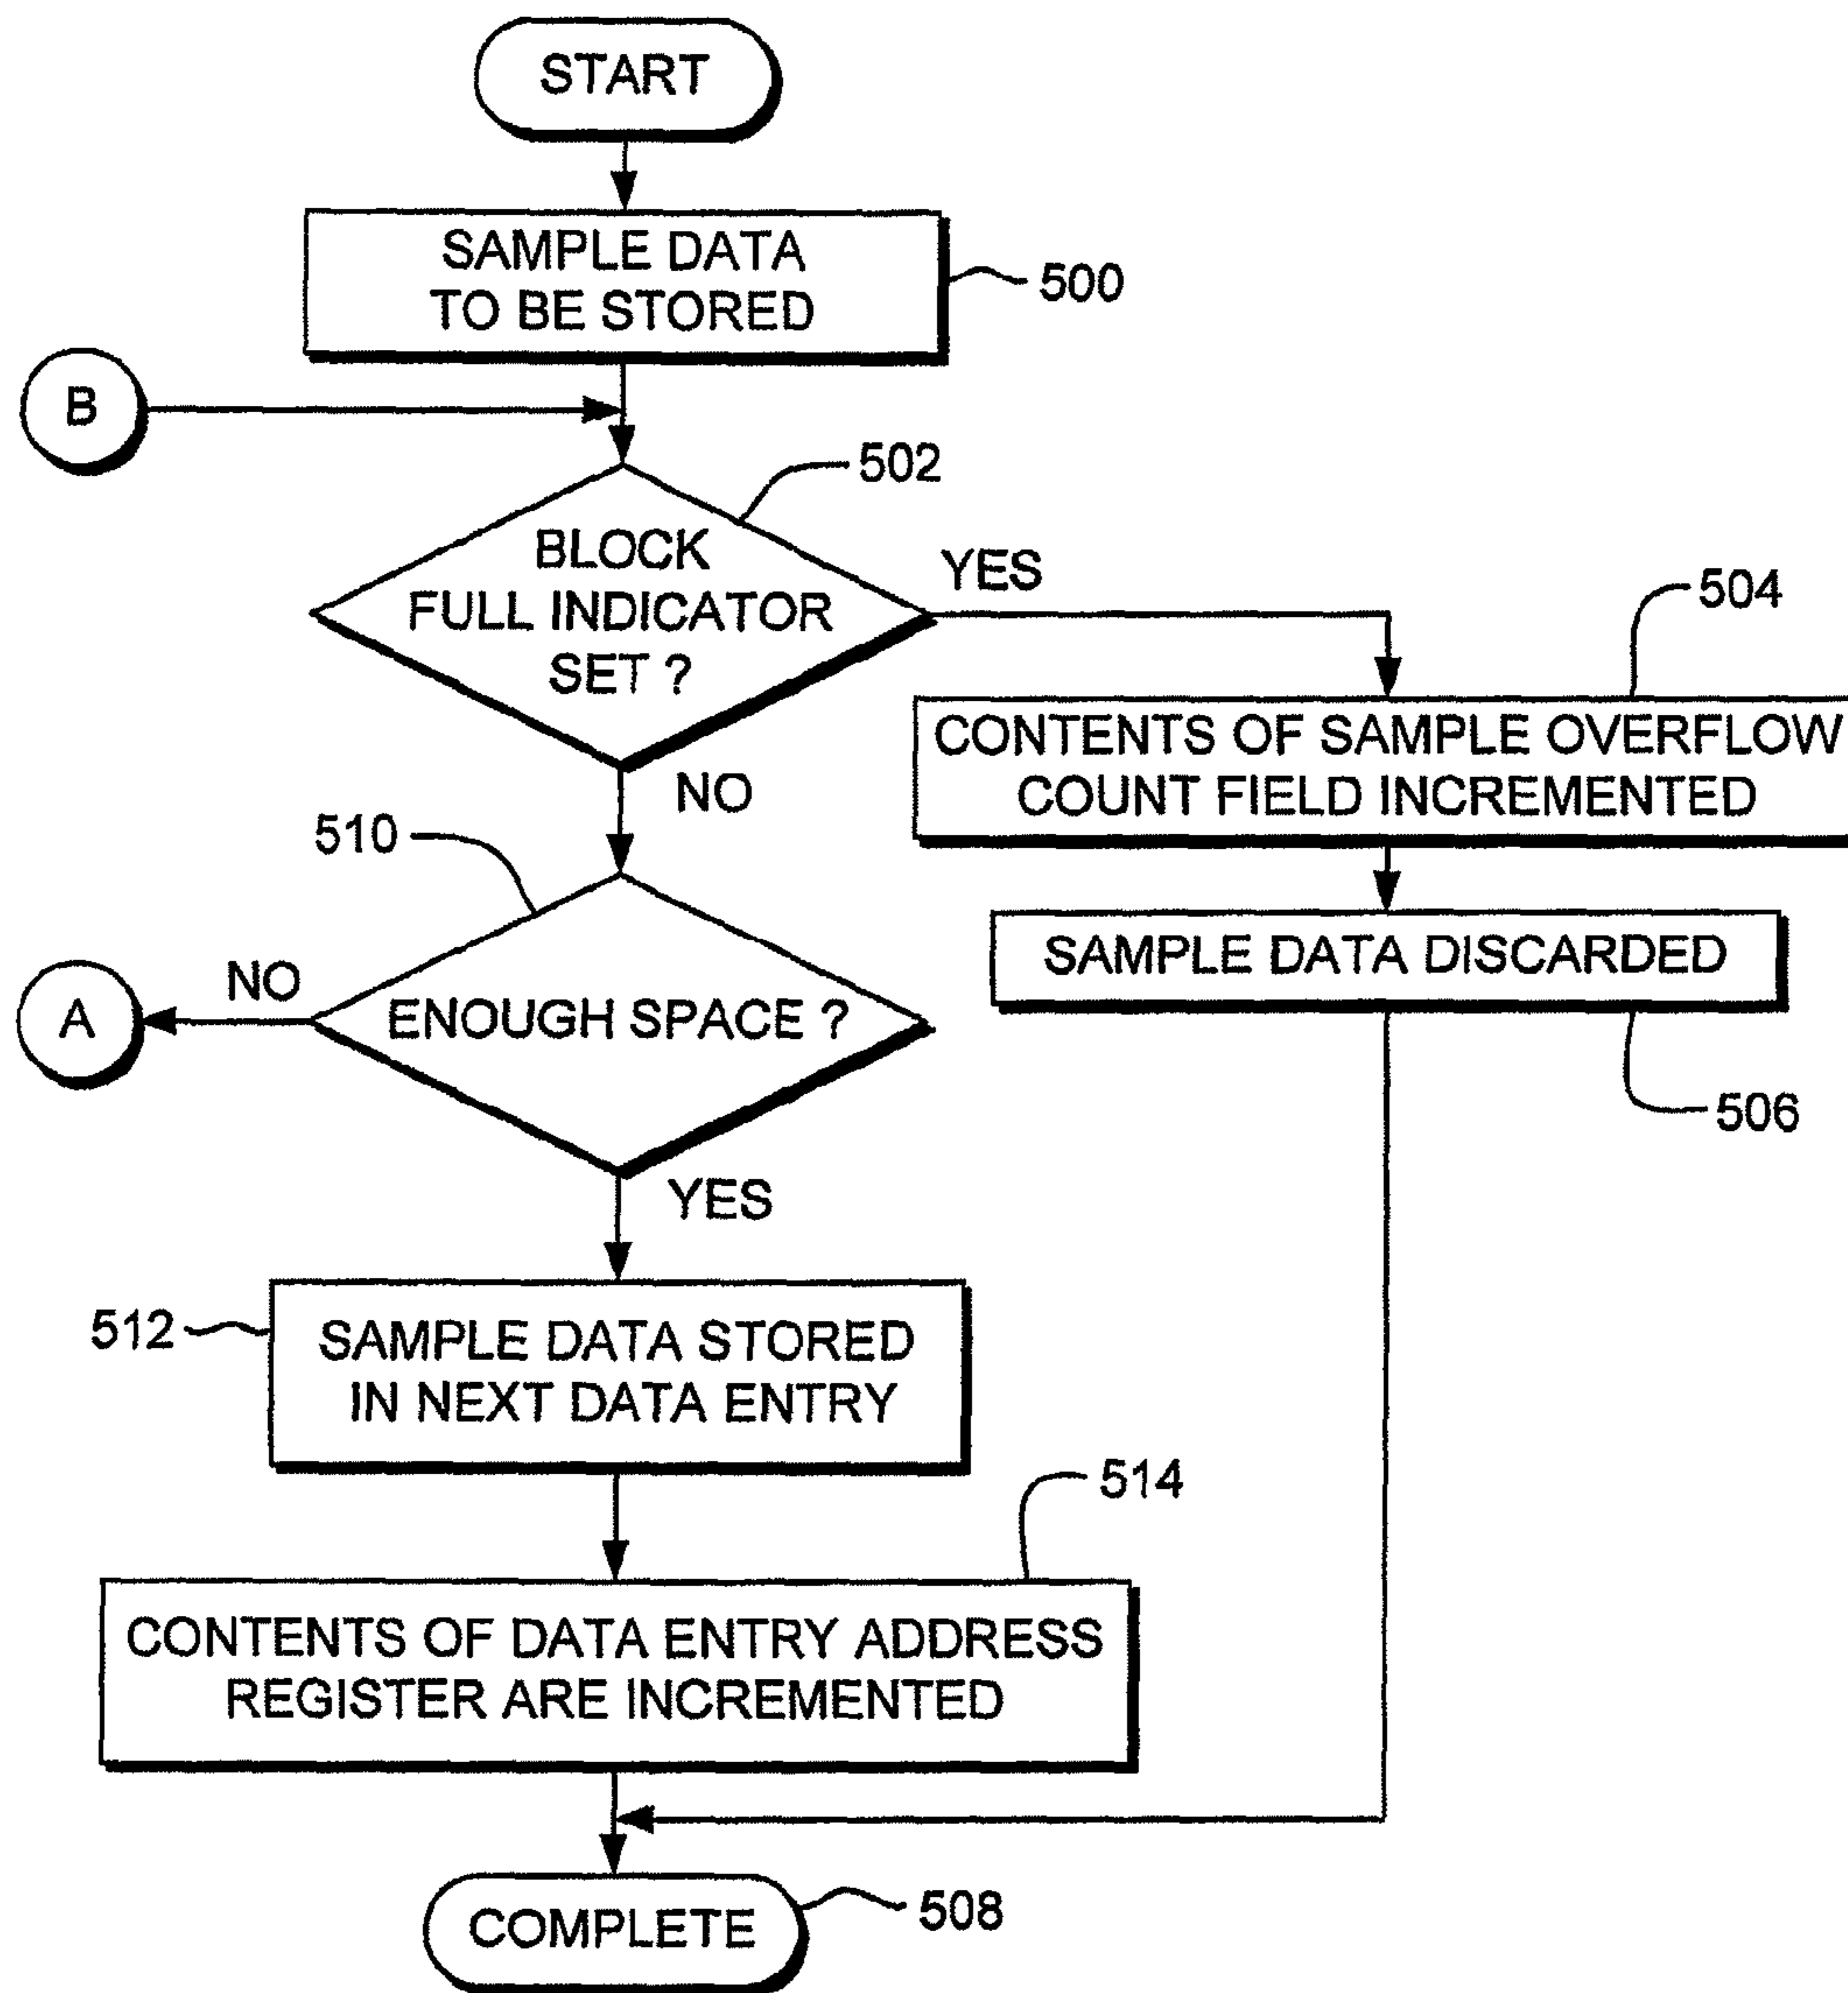 START
SAMPLE DATA
TO BE STORED
500
B
502
BLOCK
FULL INDICATOR
SET ?
YES
504
CONTENTS OF SAMPLE OVERFLOW
COUNT FIELD INCREMENTED
NO
510
SAMPLE DATA DISCARDED
506
ENOUGH SPACE ?
NO
A
YES
512
SAMPLE DATA STORED
IN NEXT DATA ENTRY
514
CONTENTS OF DATA ENTRY ADDRESS
REGISTER ARE INCREMENTED
COMPLETE
508